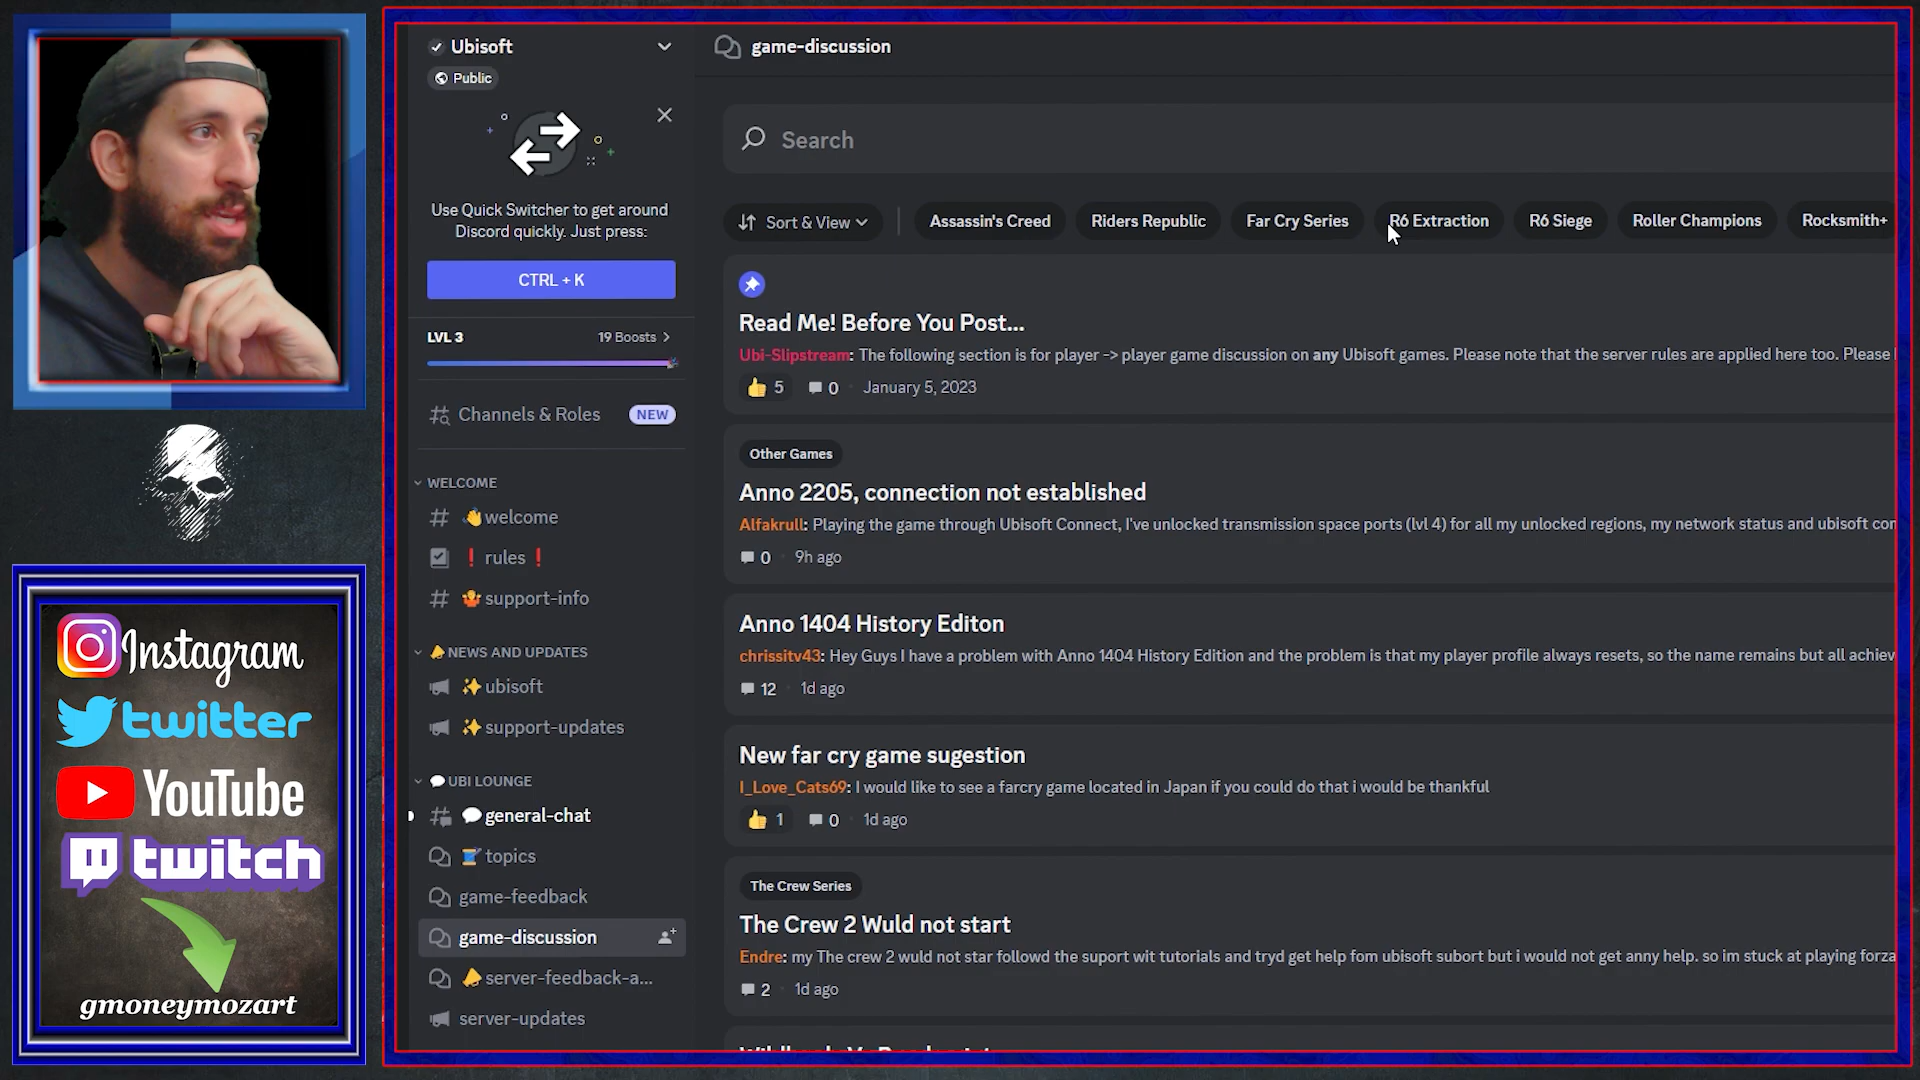 Ubisoft
Public
Use Quick Switcher to get around
Discord quickly. Just press:
CTRL + K
LVL 3
19 Boosts
Channels & Roles
NEW
WELCOME
welcome
rules
support-info
NEWS AND UPDATES
ubisoft
support-updates
UBI LOUNGE
general-chat
topics
game-feedback
game-discussion
server-feedback-a...
server-updates
game-discussion
Search
Sort & View
Assassin's Creed
Riders Republic
Far Cry Series
R6 Extraction
R6 Siege
Roller Champions
Rocksmith+
Read Me! Before You Post...
Ubi-Slipstream: The following section is for player -> player game discussion on any Ubisoft games. Please note that the server rules are applied here too. Please
5
0
January 5, 2023
Other Games
Anno 2205, connection not established
Alfakrull: Playing the game through Ubisoft Connect, I've unlocked transmission space ports (lvl 4) for all my unlocked regions, my network status and ubisoft con
0
9h ago
Anno 1404 History Editon
chrissitv43: Hey Guys I have a problem with Anno 1404 History Edition and the problem is that my player profile always resets, so the name remains but all achiev
12
1d ago
New far cry game sugestion
I_Love_Cats69: I would like to see a farcry game located in Japan if you could do that i would be thankful
1
0
1d ago
The Crew Series
The Crew 2 Wuld not start
Endre: my The crew 2 wuld not star followd the suport wit tutorials and tryd get help fom ubisoft subort but i would not get anny help. so im stuck at playing forza
2
1d ago
Instagram
twitter
YouTube
twitch
gmoneymozart